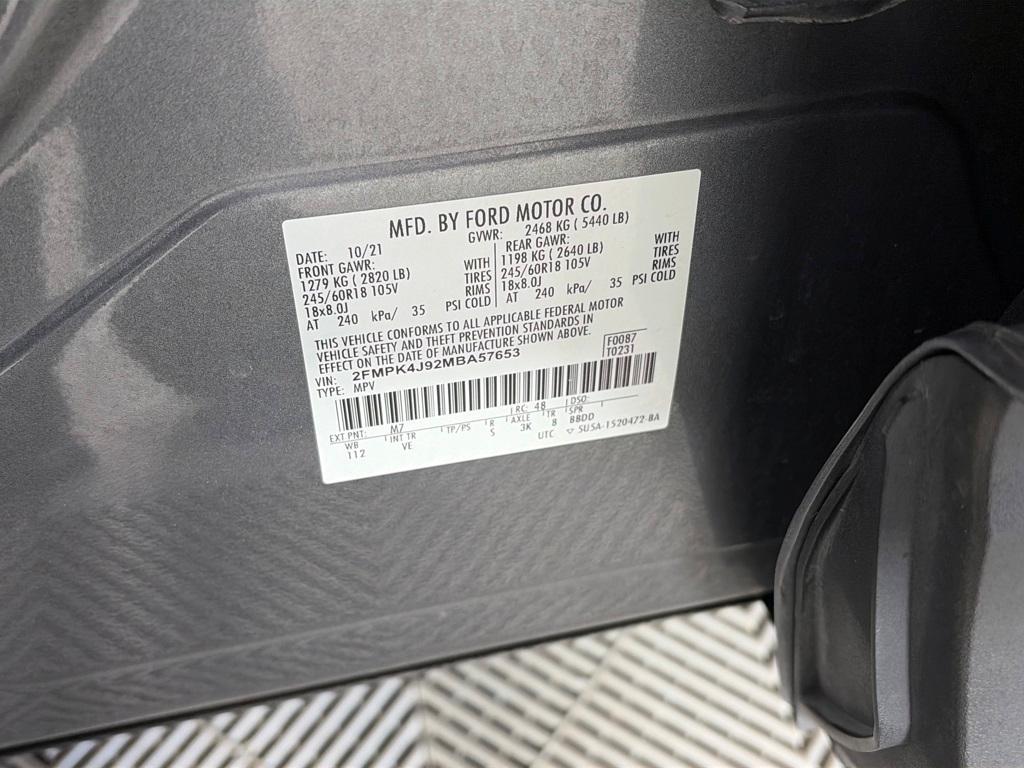 MFD. BY FORD MOTOR CO.
DATE: 10/21 GVWR: 2468 KG ( 5440 LB)
FRONT GAWR: WITH REAR GAWR: WITH
1279 KG ( 2820 LB) TIRES 1198 KG ( 2640 LB) TIRES
245/60R18 105V RIMS 245/60R18 105V RIMS
18x8.0J PSI COLD 18x8.0J PSI COLD
AT 240 kPa/ 35 AT 240 kPa/ 35
THIS VEHICLE CONFORMS TO ALL APPLICABLE FEDERAL MOTOR
VEHICLE SAFETY AND THEFT PREVENTION STANDARDS IN
EFFECT ON THE DATE OF MANUFACTURE SHOWN ABOVE.
VIN: 2FMPK4J92MBA57653 F0087
TYPE: MPV T0231
EXT PNT: M7 RC: 48 DSO:
WB INT TR TP/PS R AXLE TR SPR
112 VE S 3K 8 BBDD
UTC ▽ 5U5A-1520472-BA